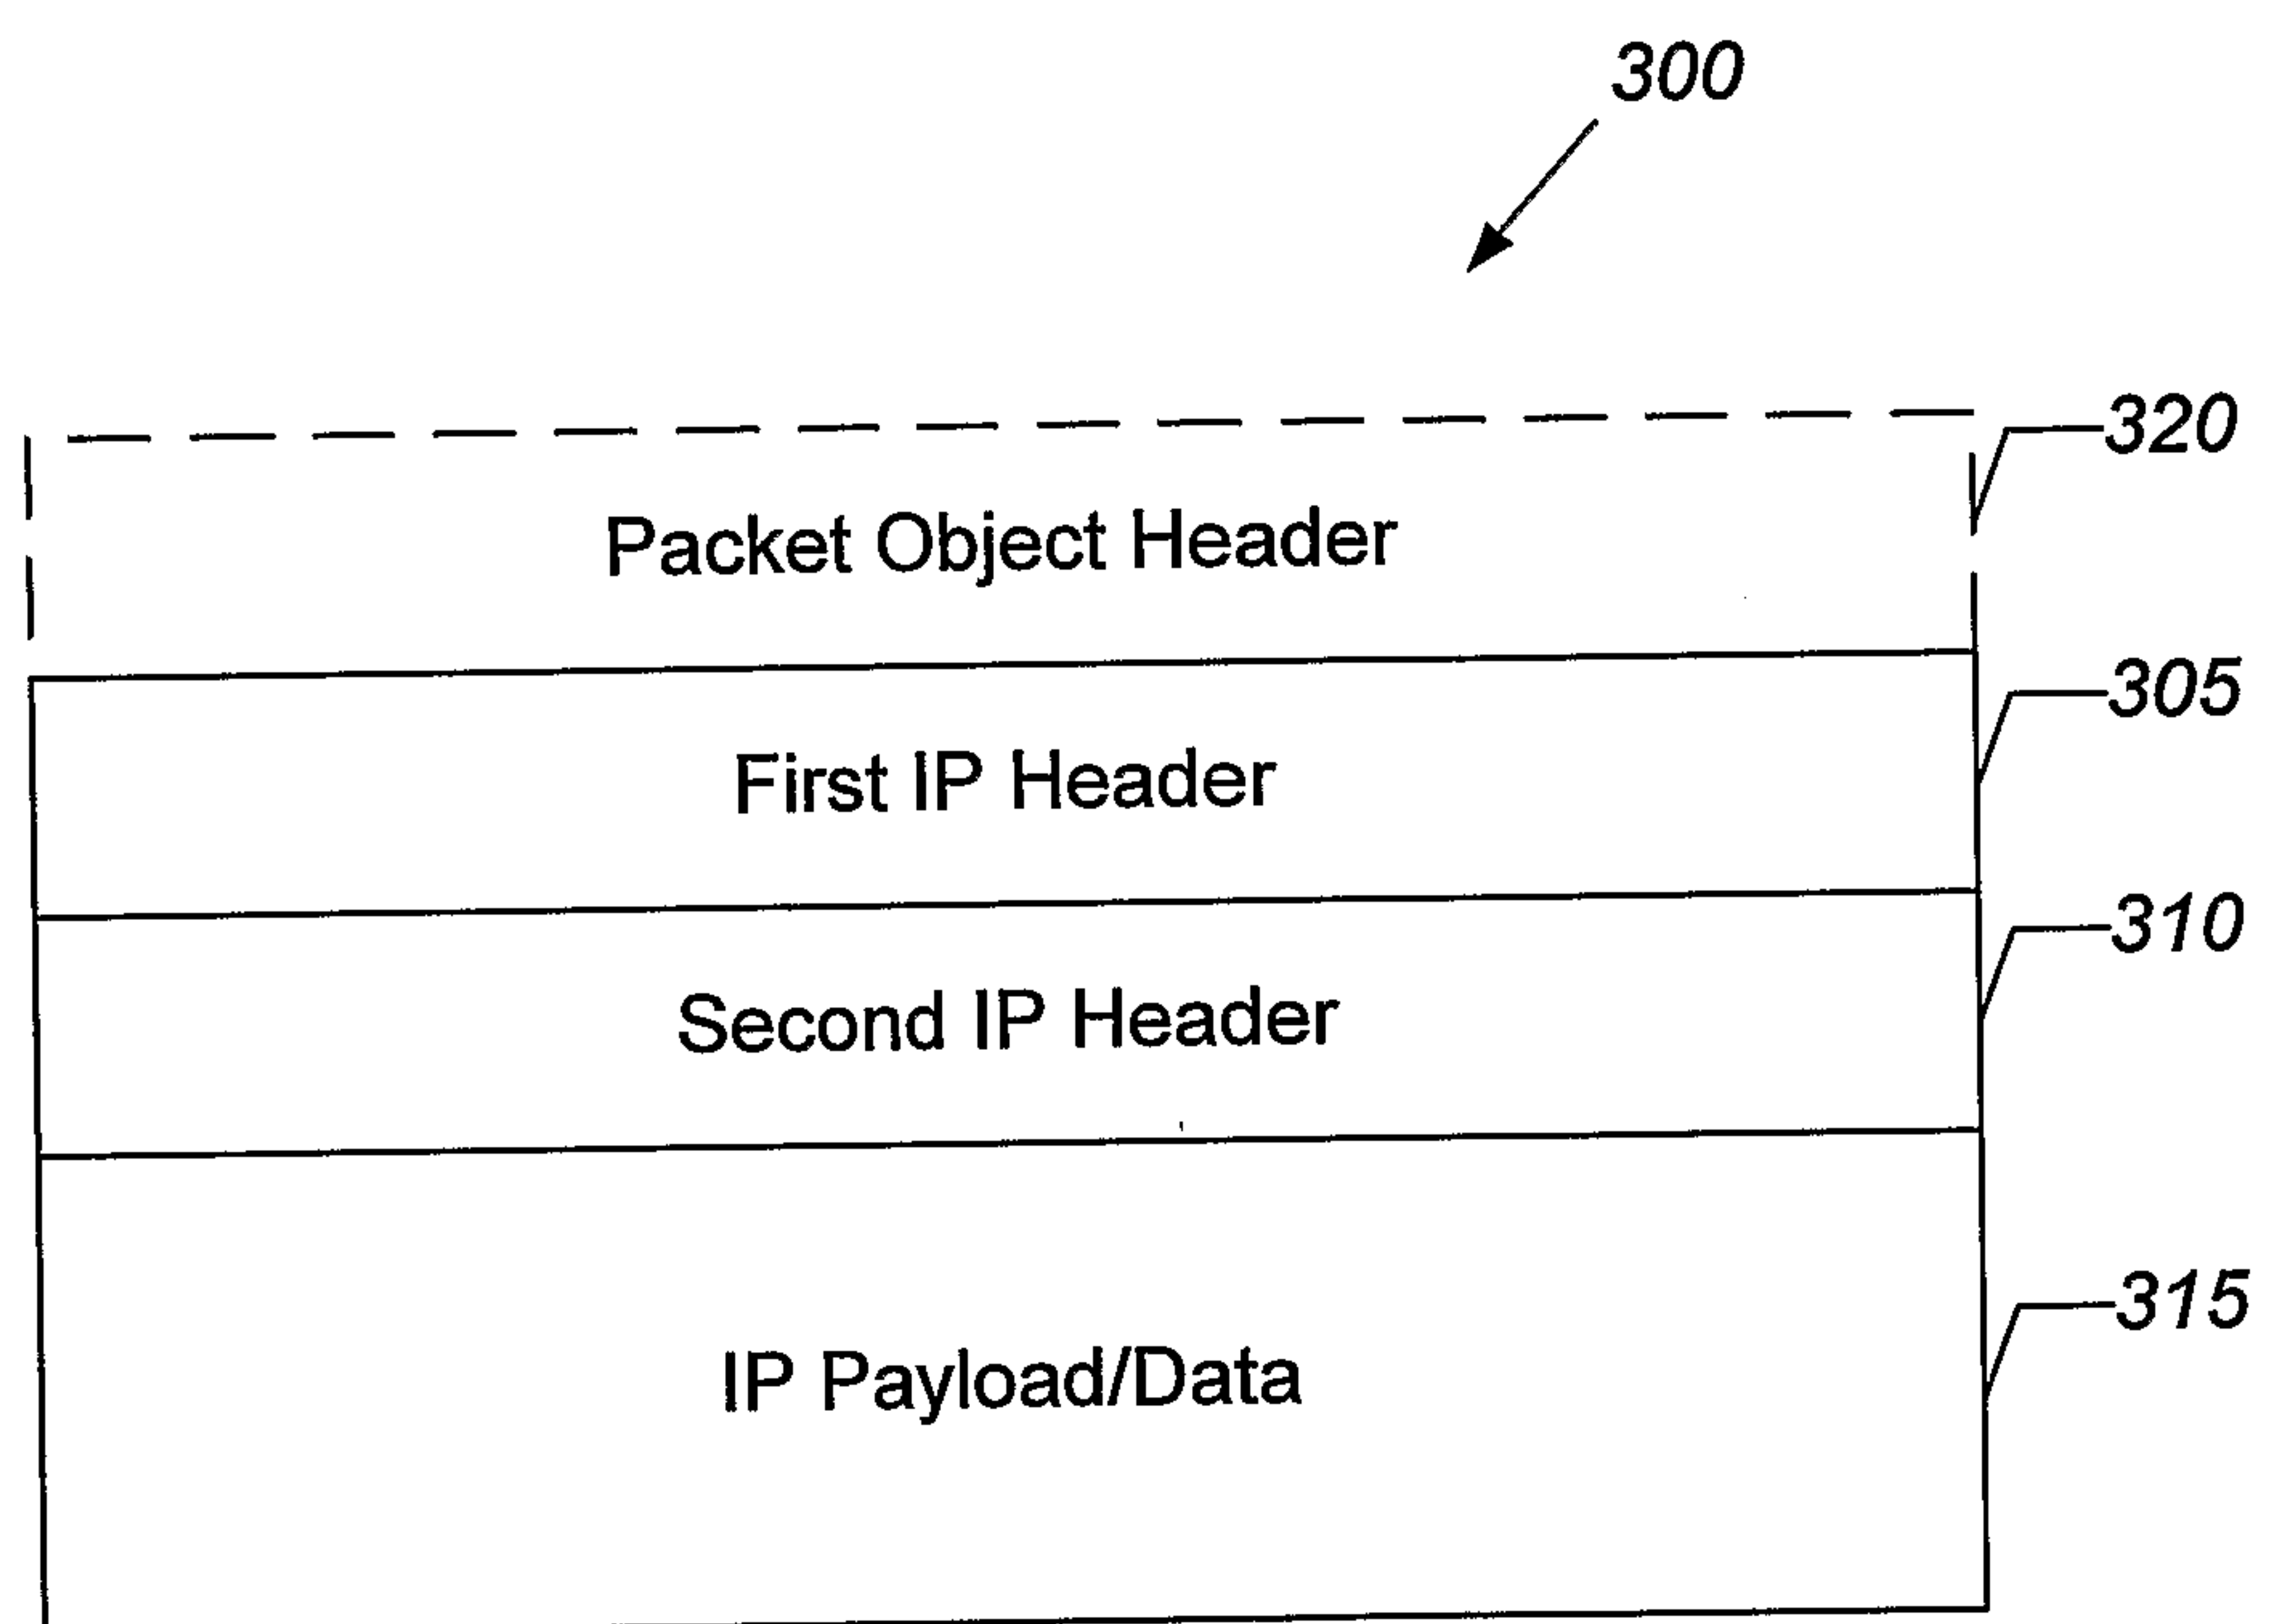 300
320
Packet Object Header
305
First IP Header
310
Second IP Header
315
IP Payload/Data